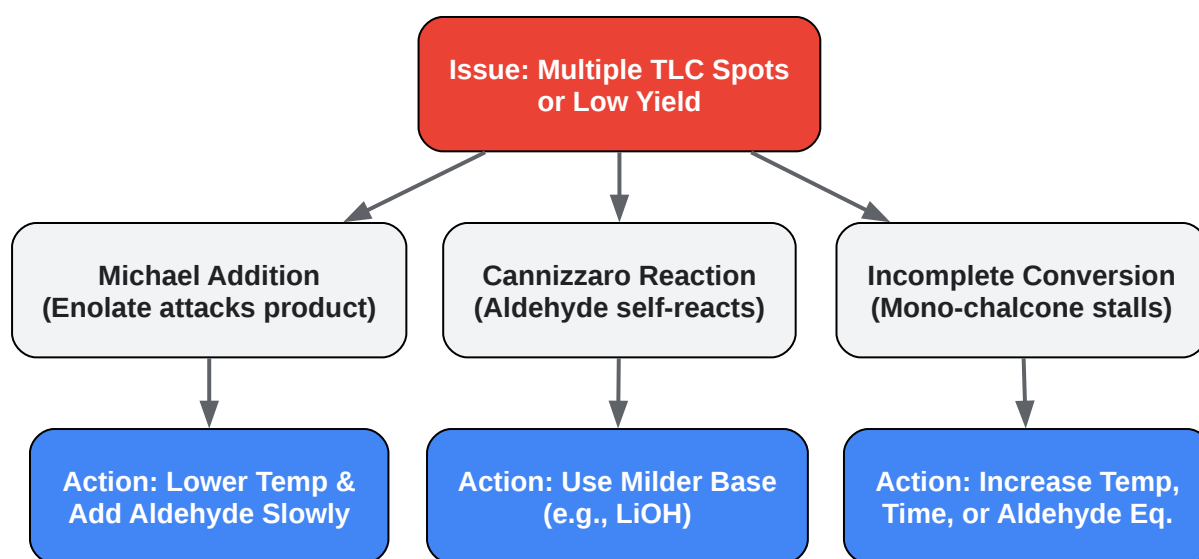 Issue: Multiple TLC Spots
or Low Yield
Michael Addition
(Enolate attacks product)
Cannizzaro Reaction
(Aldehyde self-reacts)
Incomplete Conversion
(Mono-chalcone stalls)
Action: Lower Temp &
Add Aldehyde Slowly
Action: Use Milder Base
(e.g., LiOH)
Action: Increase Temp,
Time, or Aldehyde Eq.